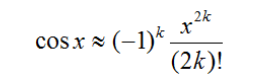 cos x ≈ (−1)^k x^{2k}/(2k)!